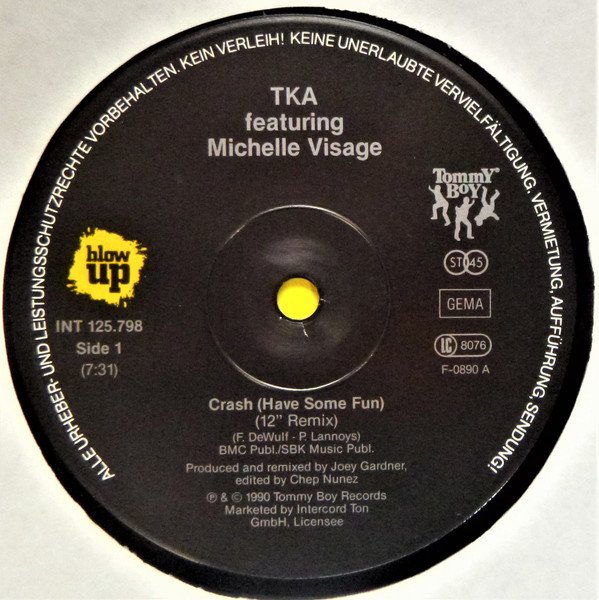 ALLE URHEBER- UND LEISTUNGSSCHUTZRECHTE VORBEHALTEN. KEIN VERLEIH! KEINE UNERLAUBTE VERVIELFÄLTIGUNG, VERMIETUNG, AUFFÜHRUNG, SENDUNG!
TKA
featuring
Michelle Visage
TOMMY
BOY
blow
up
ST 45
INT 125.798
GEMA
Side 1
LC 8076
(7:31)
F-0890 A
Crash (Have Some Fun)
(12" Remix)
(F. DeWulf - P. Lannoys)
BMC Publ./SBK Music Publ.
Produced and remixed by Joey Gardner,
edited by Chep Nunez
℗ & © 1990 Tommy Boy Records
Marketed by Intercord Ton
GmbH, Licensee